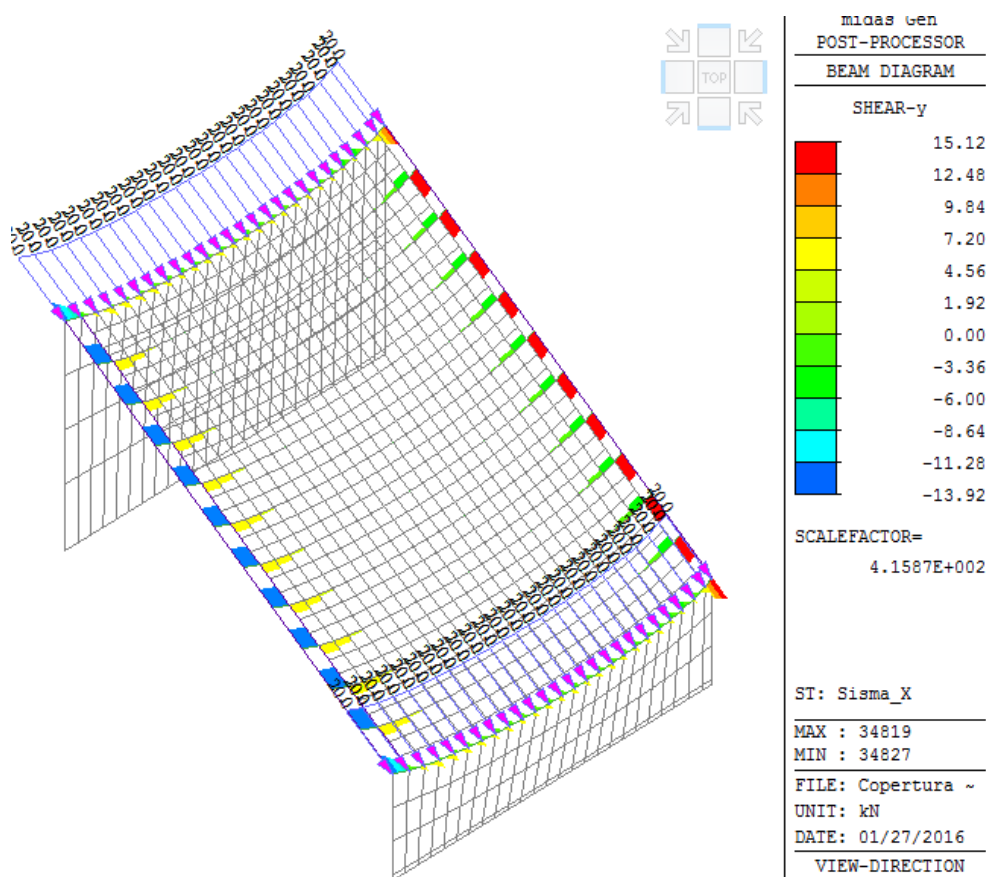 TOP
midas Gen
POST-PROCESSOR
BEAM DIAGRAM
SHEAR-y
15.12
12.48
9.84
7.20
4.56
1.92
0.00
-3.36
-6.00
-8.64
-11.28
-13.92
SCALEFACTOR=
4.1587E+002
ST: Sisma_X
MAX : 34819
MIN : 34827
FILE: Copertura ~
UNIT: kN
DATE: 01/27/2016
VIEW-DIRECTION